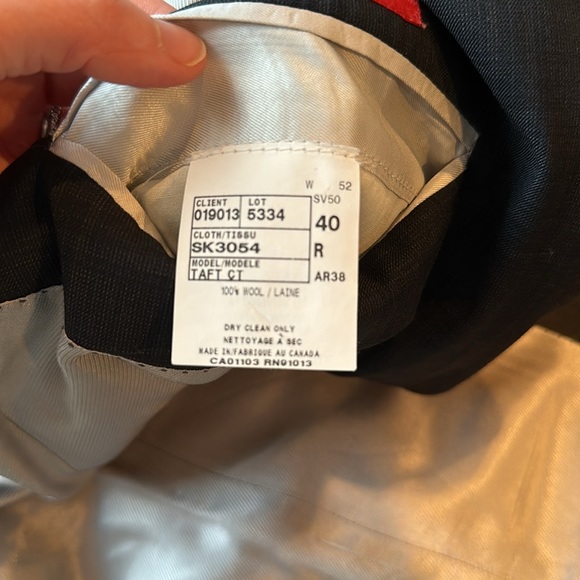 W 52
CLIENT LOT SV50
019013 5334 40
CLOTH/TISSU
SK3054 R
MODEL/MODELE
TAFT CT AR38
100% WOOL / LAINE
DRY CLEAN ONLY
NETTOYAGE A SEC
MADE IN/FABRIQUE AU CANADA
CA01103 RN91013